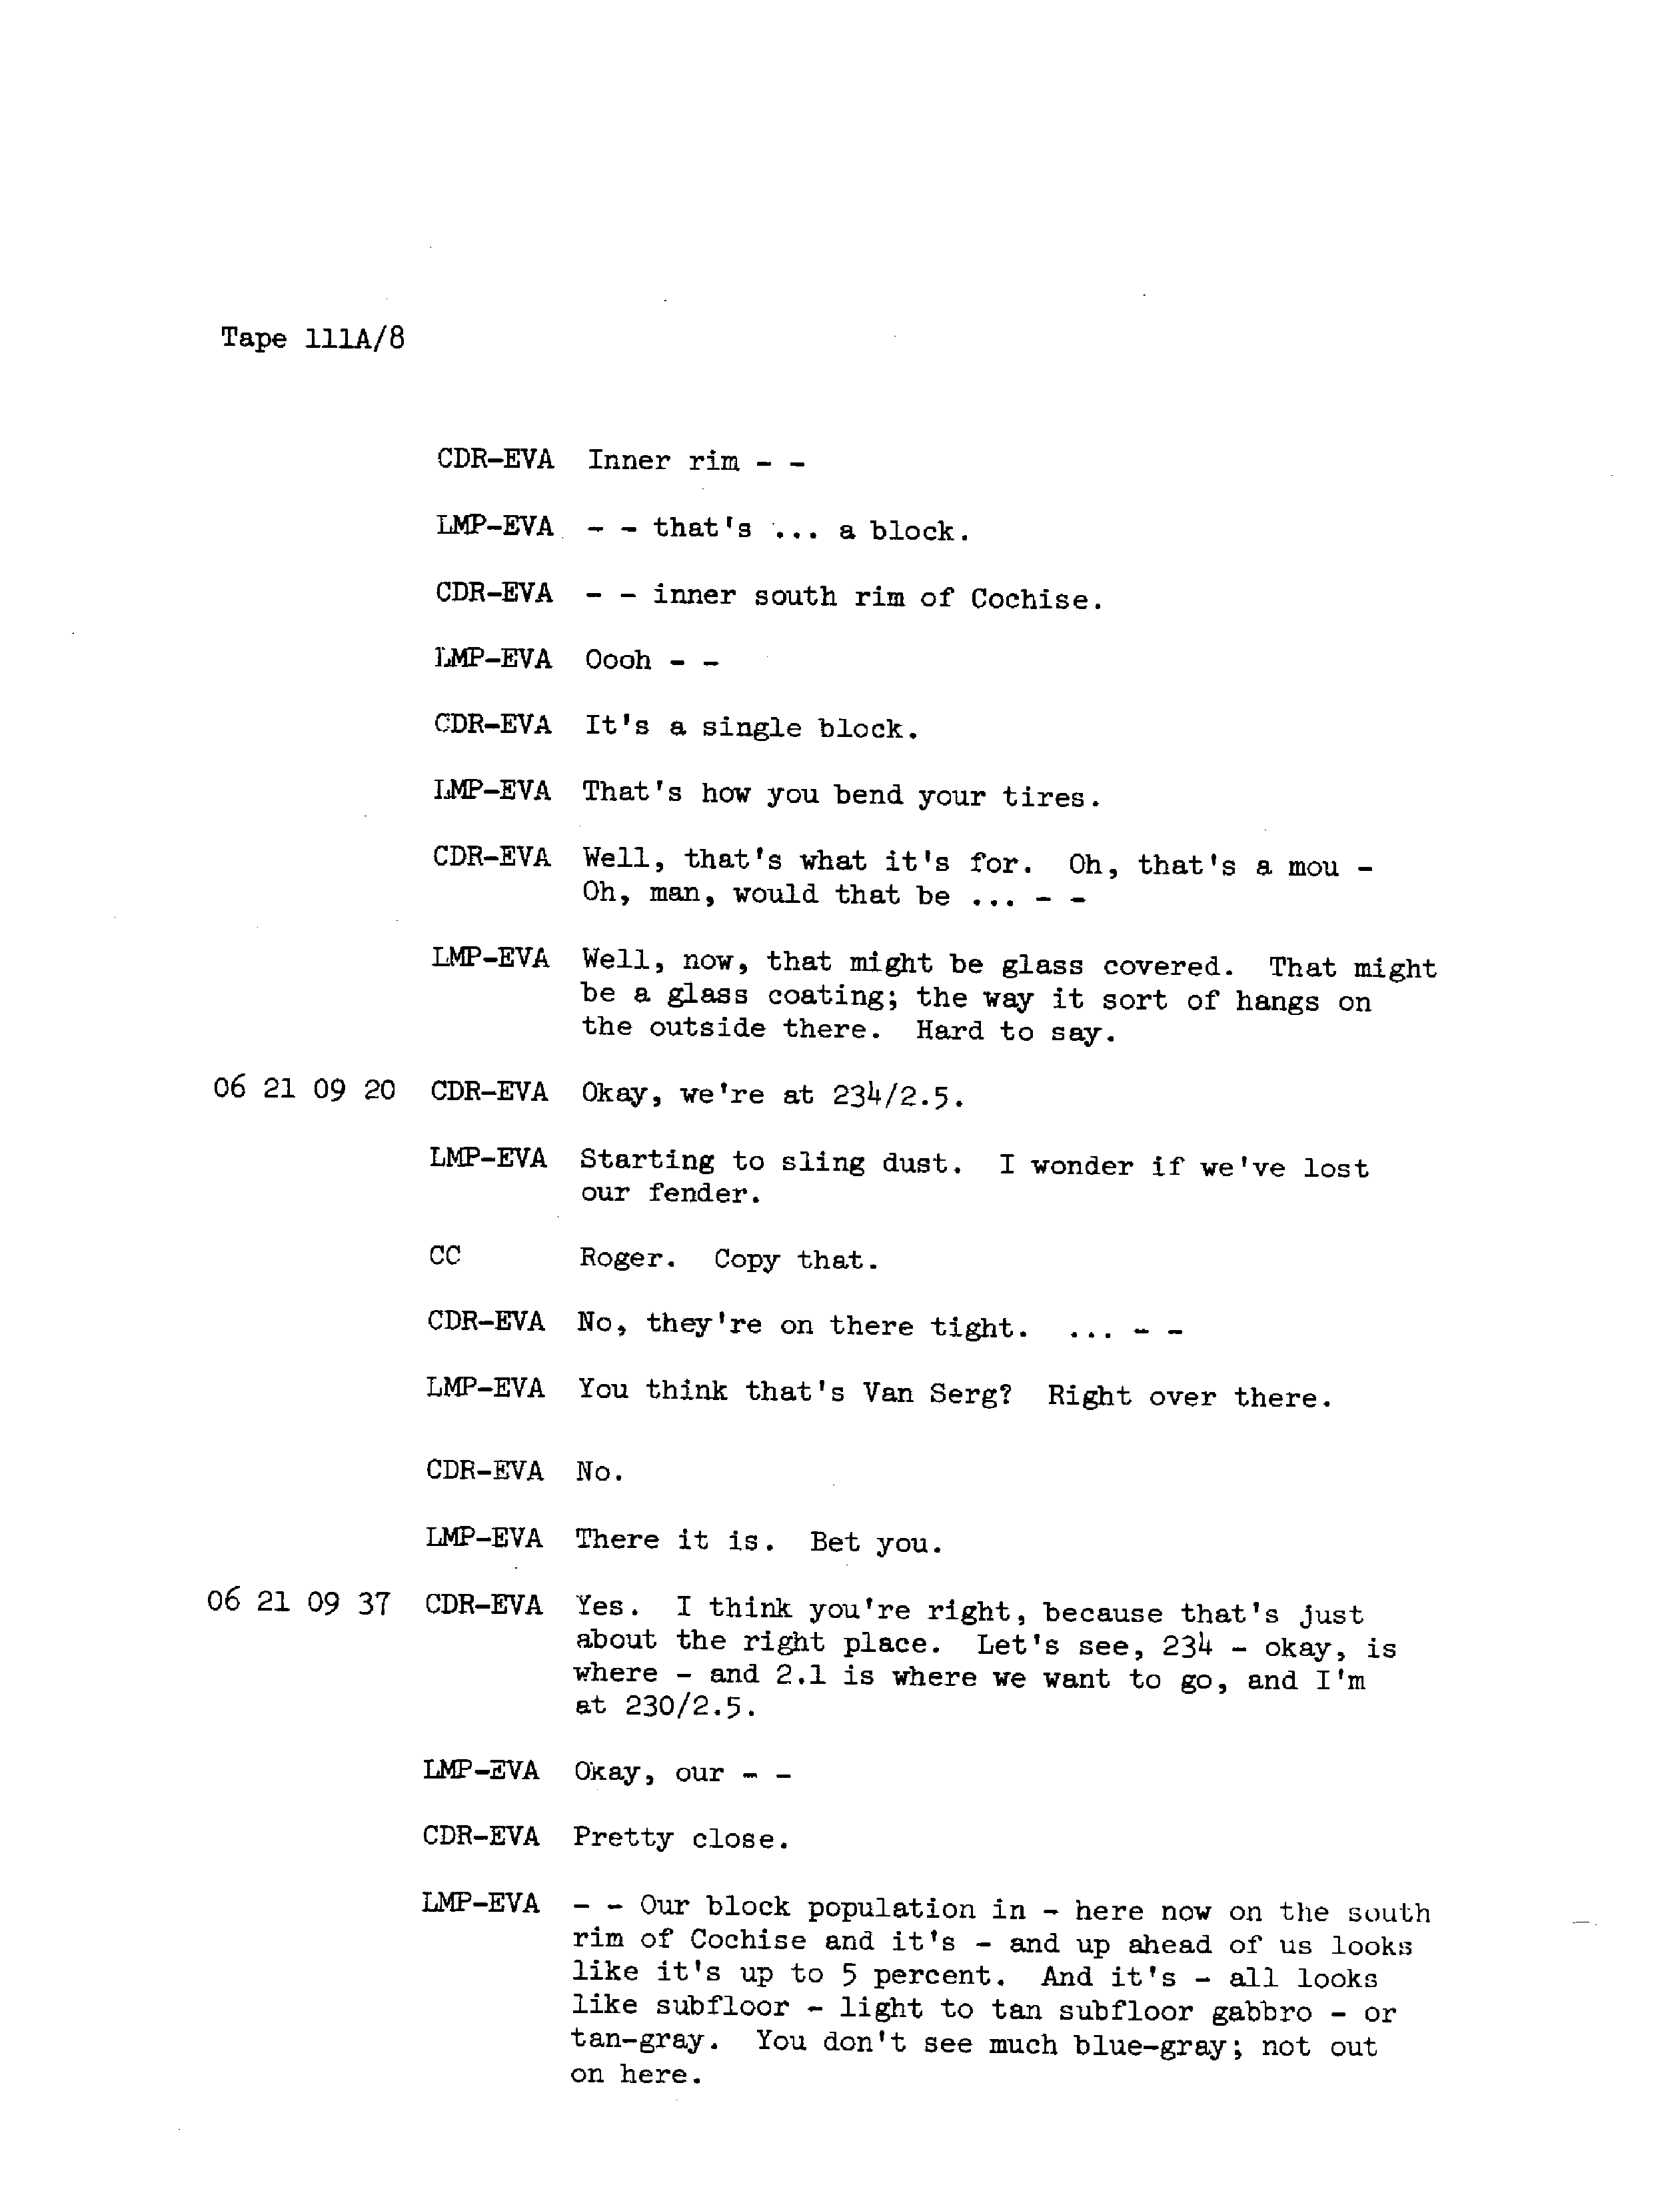 Tape 111A/8
CDR-EVA Inner rim - -
LMP-EVA - - that's ... a block.
CDR-EVA - - inner south rim of Cochise.
LMP-EVA Oooh - -
CDR-EVA It's a single block.
LMP-EVA That's how you bend your tires.
CDR-EVA Well, that's what it's for. Oh, that's a mou -
Oh, man, would that be ... - -
LMP-EVA Well, now, that might be glass covered. That might
be a glass coating; the way it sort of hangs on
the outside there. Hard to say.
06 21 09 20 CDR-EVA Okay, we're at 234/2.5.
LMP-EVA Starting to sling dust. I wonder if we've lost
our fender.
CC Roger. Copy that.
CDR-EVA No, they're on there tight. ... - -
LMP-EVA You think that's Van Serg? Right over there.
CDR-EVA No.
LMP-EVA There it is. Bet you.
06 21 09 37 CDR-EVA Yes. I think you're right, because that's just
about the right place. Let's see, 234 - okay, is
where - and 2.1 is where we want to go, and I'm
at 230/2.5.
LMP-EVA Okay, our - -
CDR-EVA Pretty close.
LMP-EVA - - Our block population in - here now on the south
rim of Cochise and it's - and up ahead of us looks
like it's up to 5 percent. And it's - all looks
like subfloor - light to tan subfloor gabbro - or
tan-gray. You don't see much blue-gray; not out
on here.